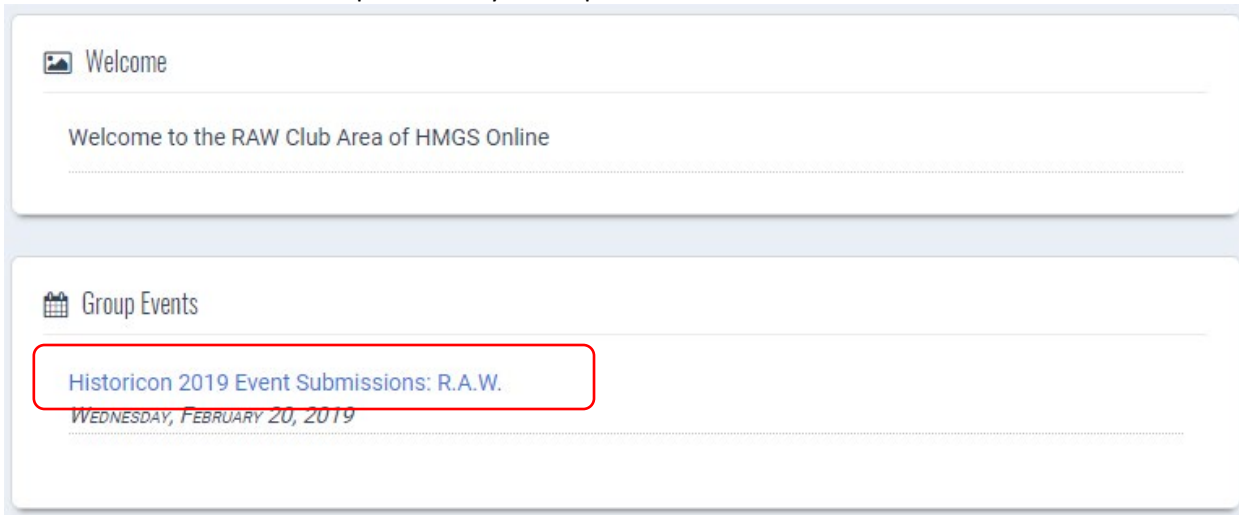 Welcome
Welcome to the RAW Club Area of HMGS Online
Group Events
Historicon 2019 Event Submissions: R.A.W.
WEDNESDAY, FEBRUARY 20, 2019